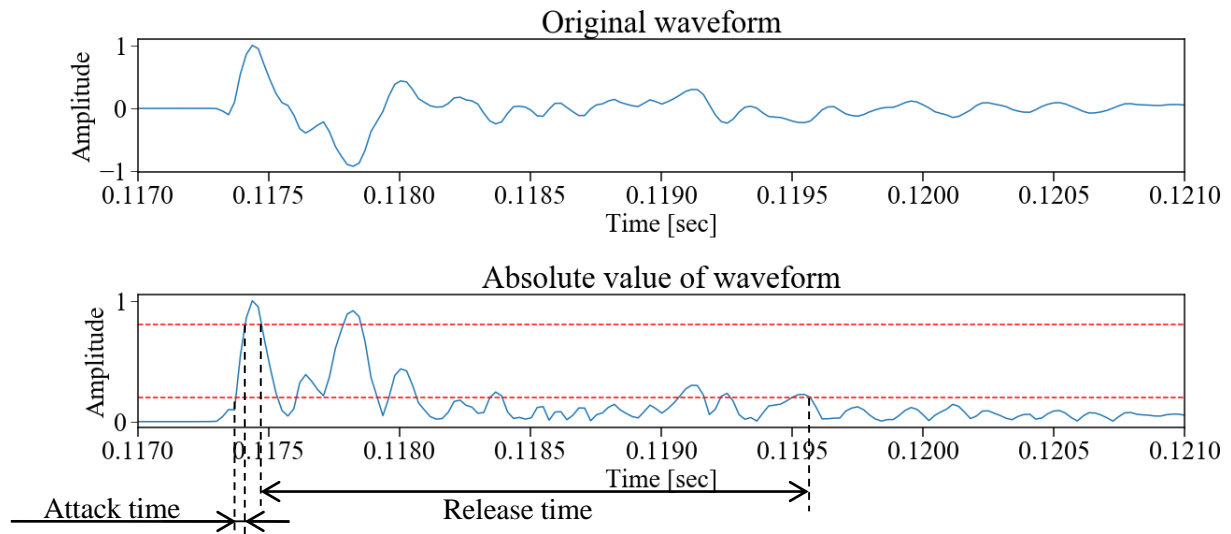 Original waveform
Amplitude
1
0
−1
0.1170 0.1175 0.1180 0.1185 0.1190 0.1195 0.1200 0.1205 0.1210
Time [sec]
Absolute value of waveform
Amplitude
1
0
0.1170 0.1175 0.1180 0.1185 0.1190 0.1195 0.1200 0.1205 0.1210
Time [sec]
Attack time
Release time